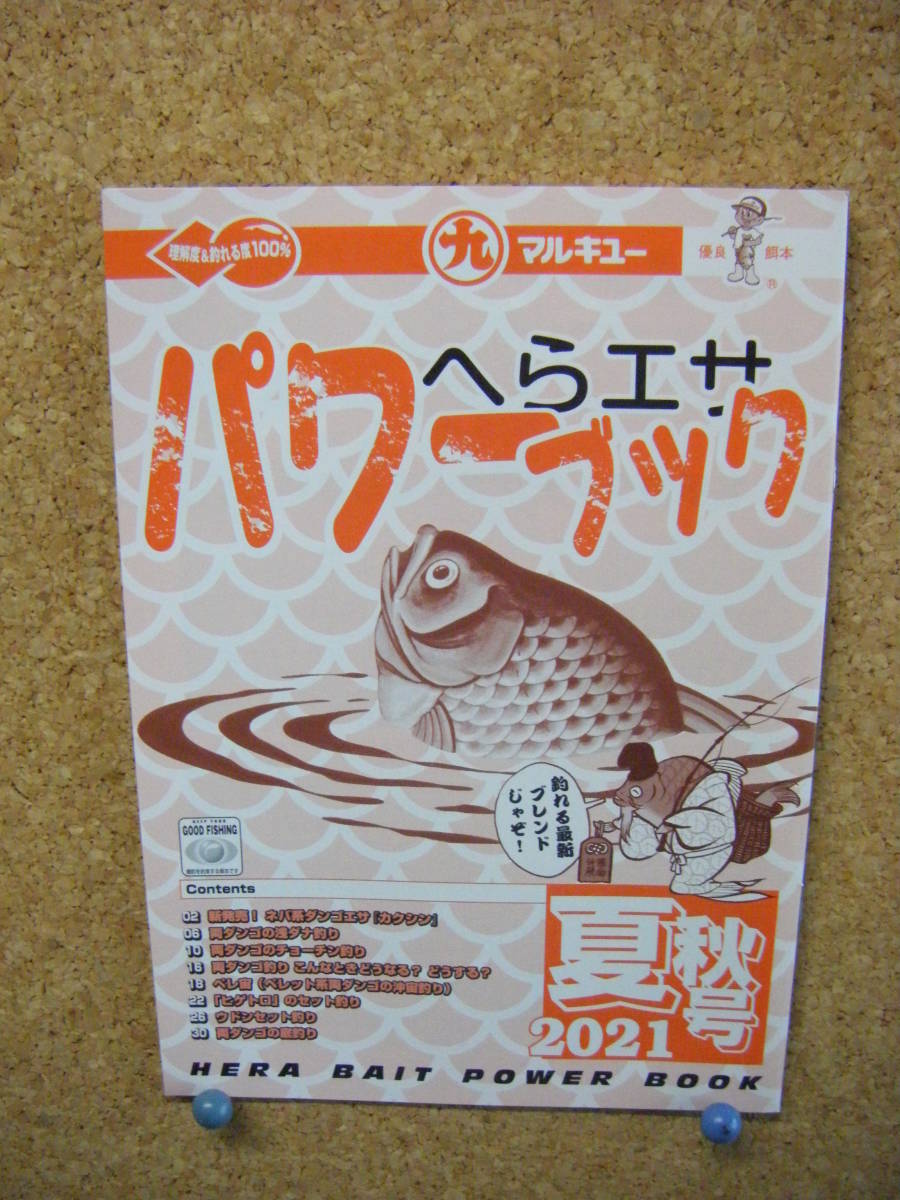 理解度&釣れる度100%
九 マルキユー
優良 餌本
®
へらエサ
パワーブック
釣れる最新
ブレンド
じゃぞ!
KEEP YOUR
GOOD FISHING
Contents
02 新発売! ネバ系ダンゴエサ『カクシン』
06 両ダンゴの浅ダナ釣り
10 両ダンゴのチョーチン釣り
16 両ダンゴ釣り こんなときどうなる? どうする?
18 ペレ宙(ペレット系両ダンゴの沖宙釣り)
22 「ヒゲトロ」のセット釣り
26 ウドンセット釣り
30 両ダンゴの底釣り
夏秋号
2021
HERA BAIT POWER BOOK